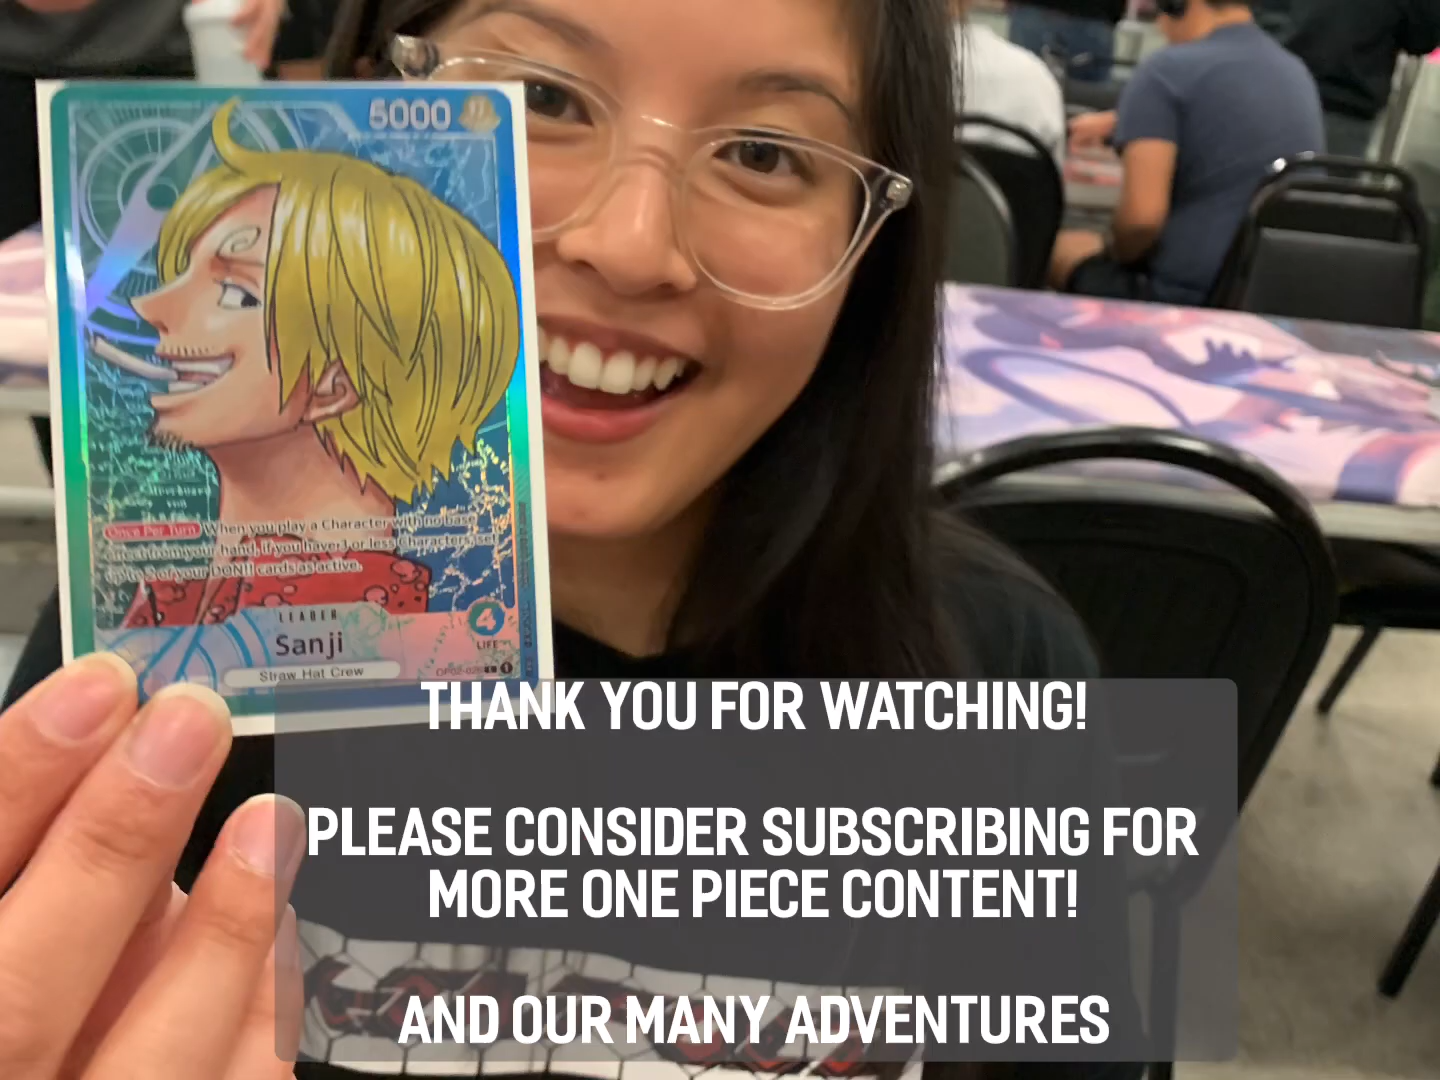 5000
Once Per Turn When you play a Character with no base
effect from your hand, if you have 3 or less Characters, set
up to 2 of your DON!! cards as active.
LEADER
4
Sanji
LIFE
Straw Hat Crew
THANK YOU FOR WATCHING!
PLEASE CONSIDER SUBSCRIBING FOR
MORE ONE PIECE CONTENT!
AND OUR MANY ADVENTURES